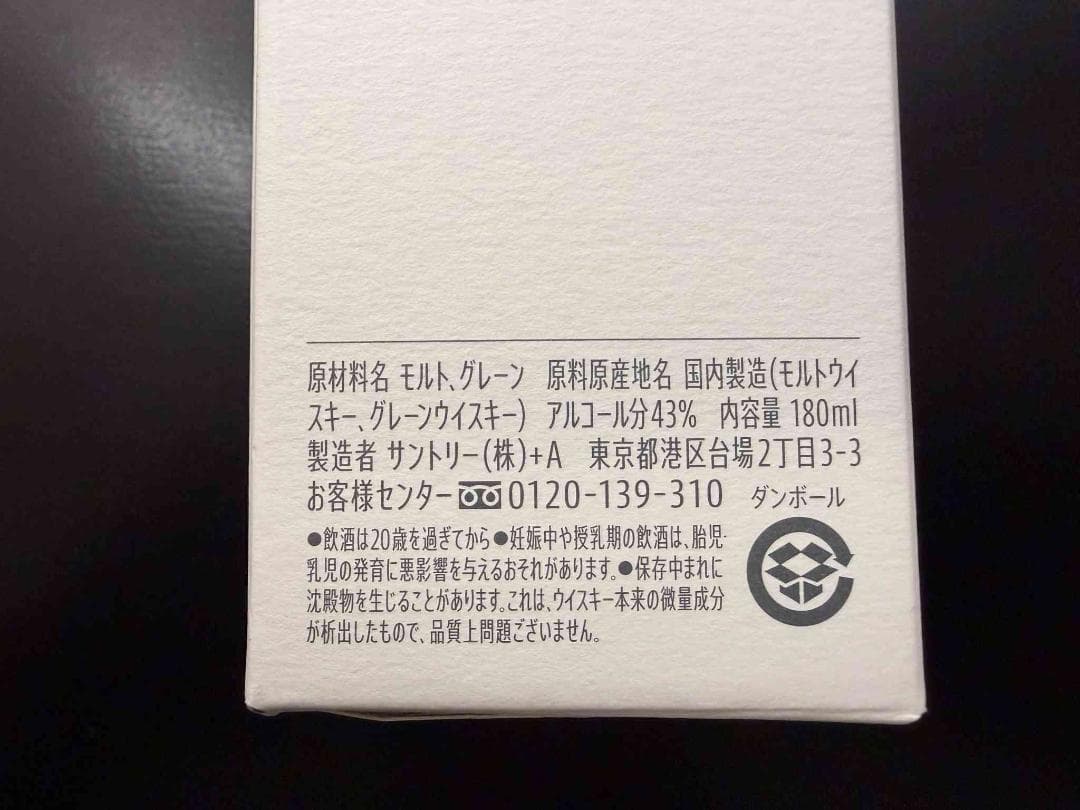 原材料名 モルト、グレーン　原料原産地名 国内製造(モルトウイ
スキー、グレーンウイスキー)　アルコール分43%　内容量 180ml
製造者 サントリー(株)+A　東京都港区台場2丁目3-3
お客様センター 0120-139-310　ダンボール
●飲酒は20歳を過ぎてから●妊娠中や授乳期の飲酒は、胎児・
乳児の発育に悪影響を与えるおそれがあります。●保存中まれに
沈殿物を生じることがあります。これは、ウイスキー本来の微量成分
が析出したもので、品質上問題ございません。